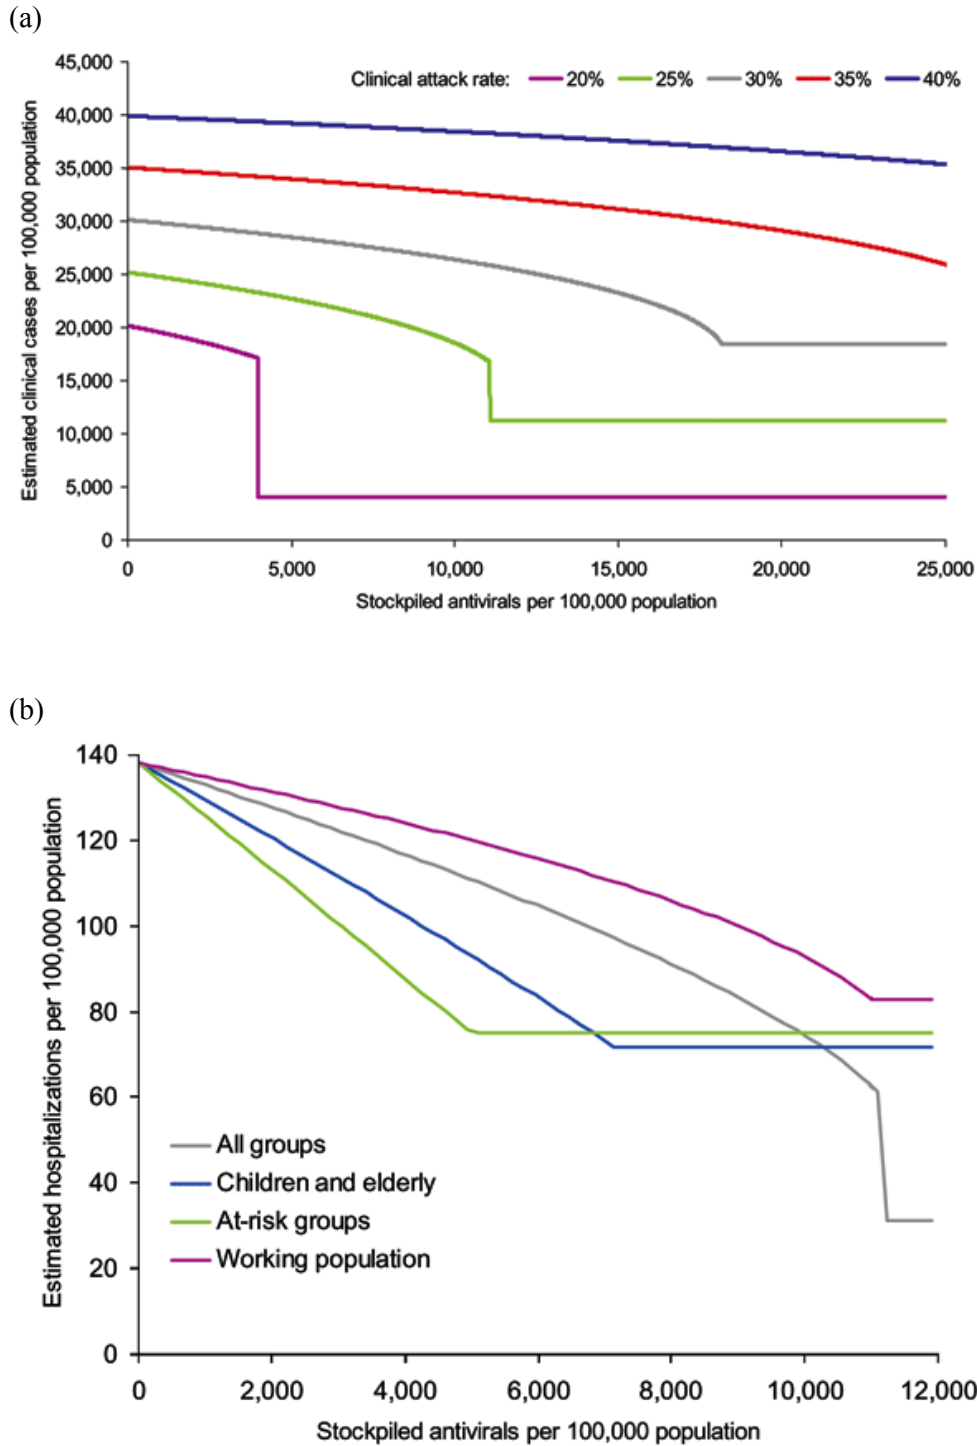 (a)
45,000
Clinical attack rate: 20% 25% 30% 35% 40%
40,000
35,000
30,000
25,000
20,000
15,000
10,000
5,000
0
Estimated clinical cases per 100,000 population
0 5,000 10,000 15,000 20,000 25,000
Stockpiled antivirals per 100,000 population
(b)
140
120
100
80
60
40
20
0
Estimated hospitalizations per 100,000 population
All groups
Children and elderly
At-risk groups
Working population
0 2,000 4,000 6,000 8,000 10,000 12,000
Stockpiled antivirals per 100,000 population